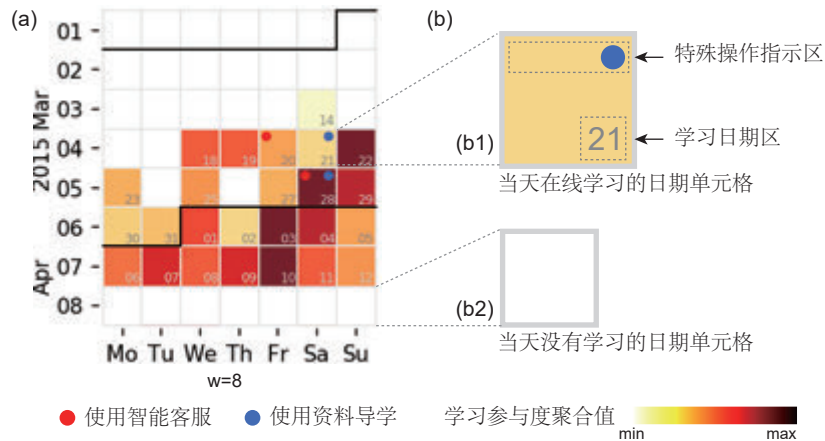 (a)
(b)
01
02
03
04
05
06
07
08
2015 Mar
Apr
14
18 19 20 21 22
23 25 27 28 29
30 31 01 02 03 04 05
06 07 08 09 10 11 12
Mo Tu We Th Fr Sa Su
w=8
特殊操作指示区
21
学习日期区
(b1)
当天在线学习的日期单元格
(b2)
当天没有学习的日期单元格
使用智能客服 使用资料导学 学习参与度聚合值
min max